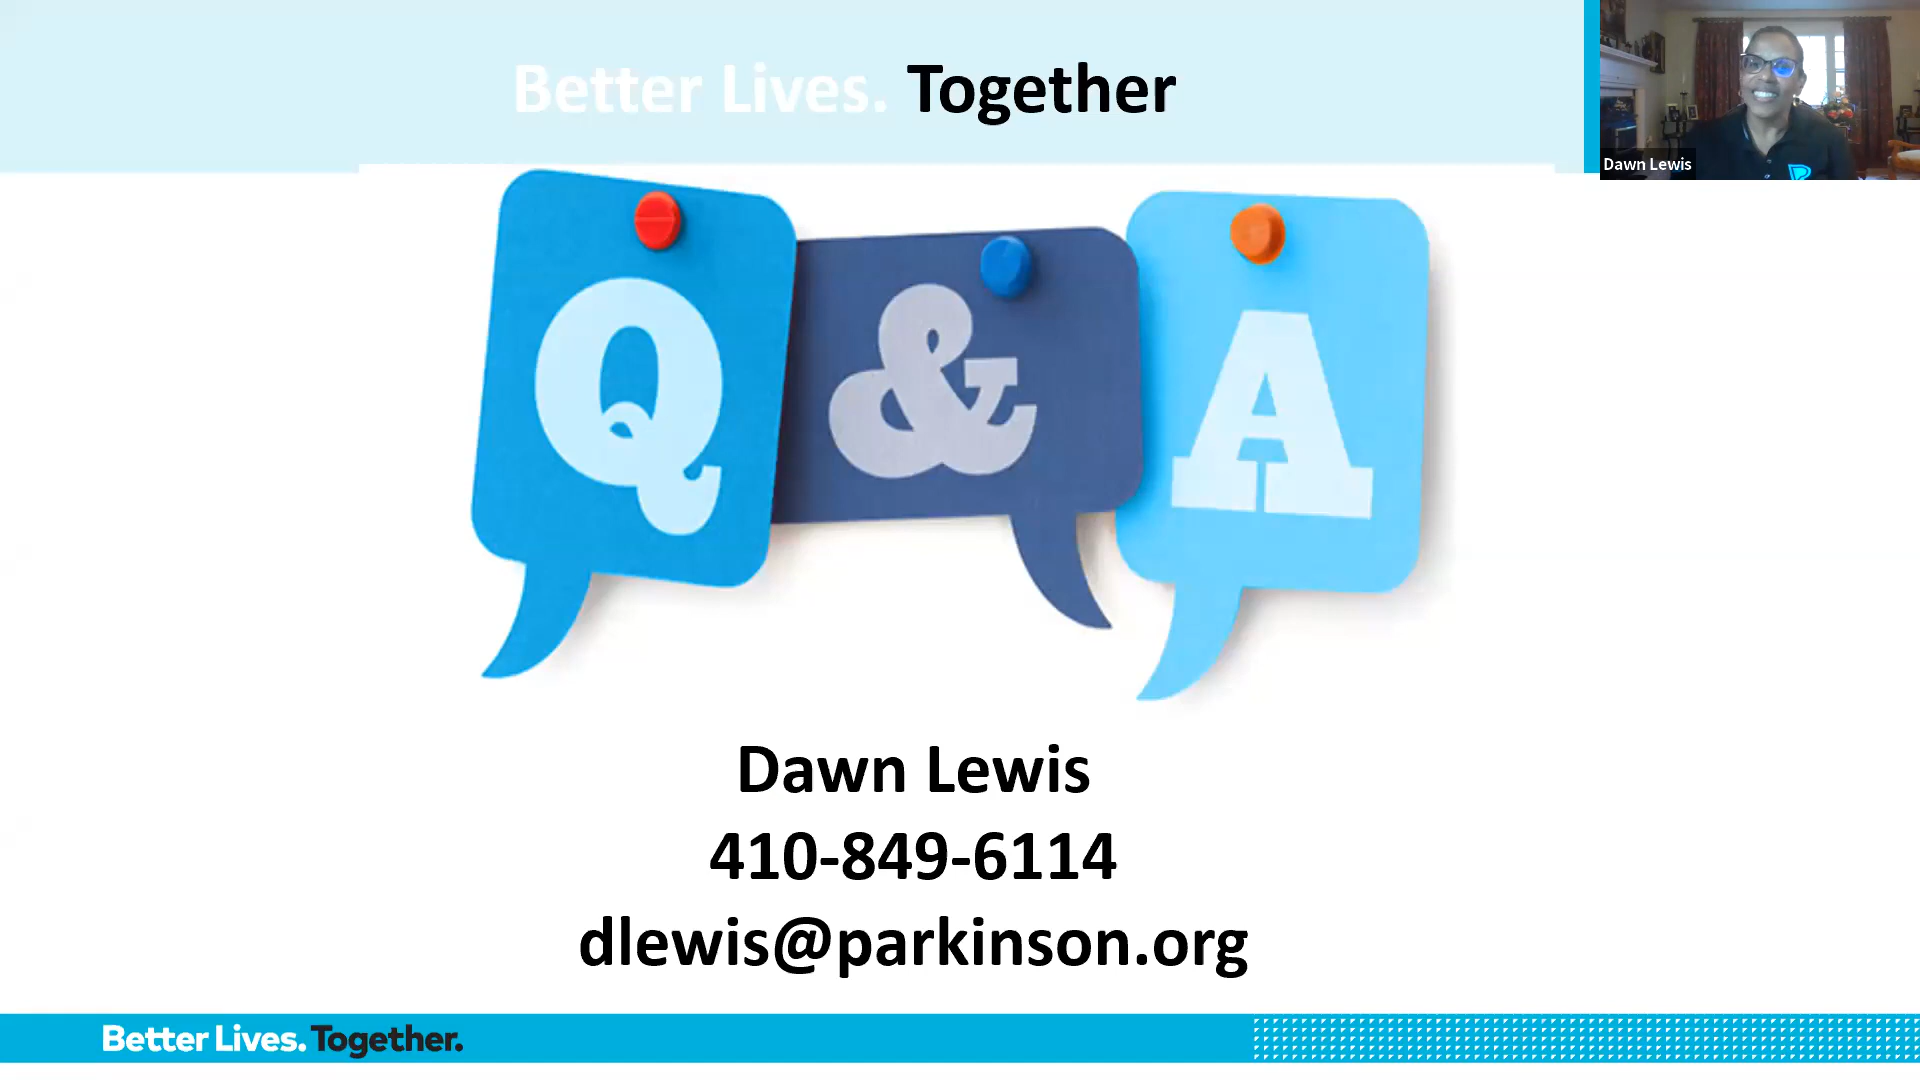 Better Lives. Together
Dawn Lewis
Q & A
Dawn Lewis
410-849-6114
dlewis@parkinson.org
Better Lives. Together.